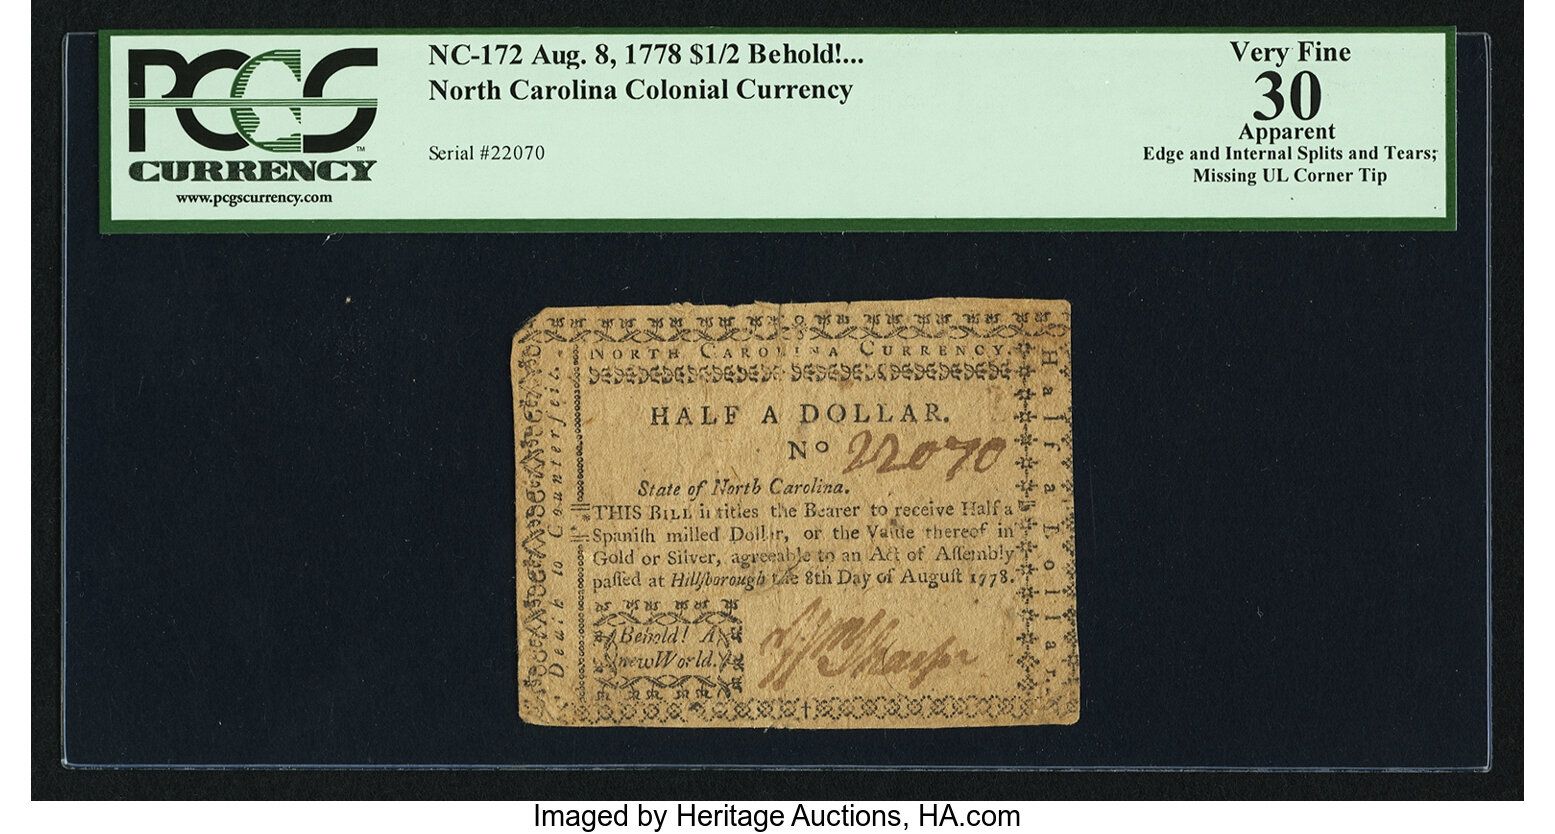 PCGS
CURRENCY
™
www.pcgscurrency.com
NC-172 Aug. 8, 1778 $1/2 Behold!...
North Carolina Colonial Currency
Serial #22070
Very Fine
30
Apparent
Edge and Internal Splits and Tears;
Missing UL Corner Tip
NORTH CAROLINA CURRENCY.
HALF A DOLLAR.
No 22070
State of North Carolina.
THIS BILL intitles the Bearer to receive Half a
Spaniſh milled Dollar, or the Value thereof in
Gold or Silver, agreeable to an Act of Aſſembly
paſſed at Hillſborough the 8th Day of Auguſt 1778.
Behold! A
new World.
Death to Counterfeit.
Half a Dollar.
Imaged by Heritage Auctions, HA.com